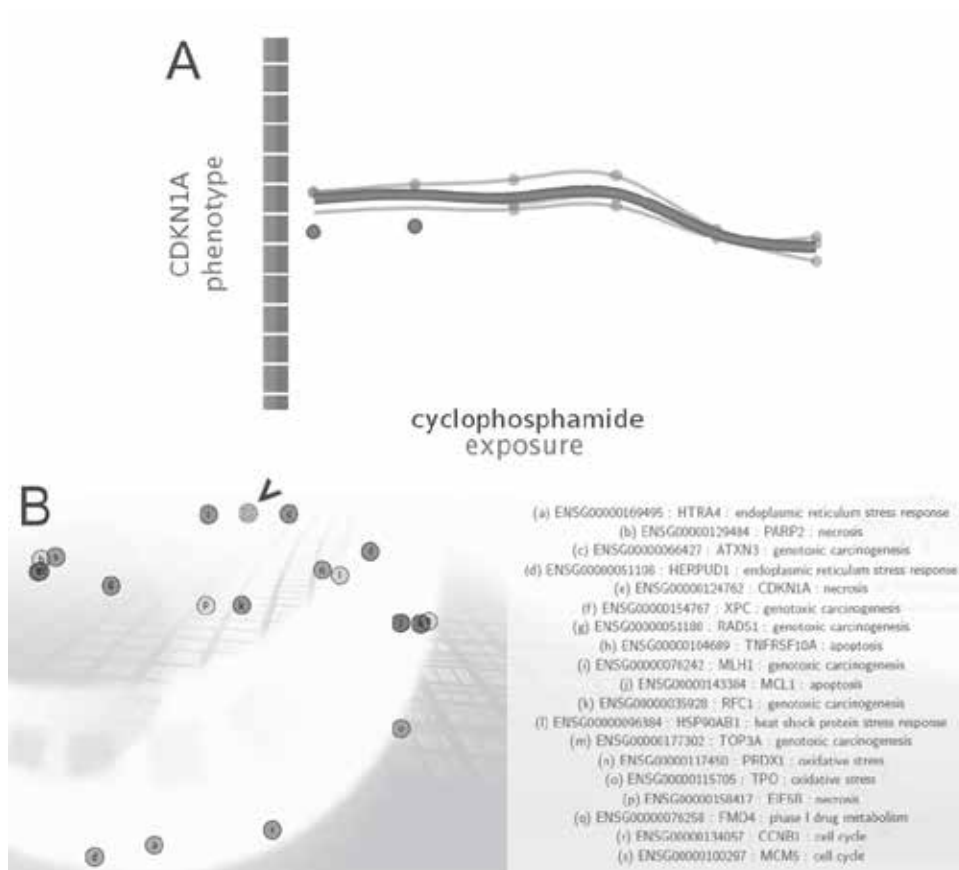 A
CDKN1A
phenotype
cyclophosphamide
exposure
B
(a) ENSG00000169495 : HTRA4 : endoplasmic reticulum stress response
(b) ENSG00000129484 : PARP2 : necrosis
(c) ENSG00000066427 : ATXN3 : genotoxic carcinogenesis
(d) ENSG00000051108 : HERPUD1 : endoplasmic reticulum stress response
(e) ENSG00000124762 : CDKN1A : necrosis
(f) ENSG00000154767 : XPC : genotoxic carcinogenesis
(g) ENSG00000051180 : RAD51 : genotoxic carcinogenesis
(h) ENSG00000104689 : TNFRSF10A : apoptosis
(i) ENSG00000076242 : MLH1 : genotoxic carcinogenesis
(j) ENSG00000143384 : MCL1 : apoptosis
(k) ENSG00000035928 : RFC1 : genotoxic carcinogenesis
(l) ENSG00000096384 : HSP90AB1 : heat shock protein stress response
(m) ENSG00000177302 : TOP3A : genotoxic carcinogenesis
(n) ENSG00000117450 : PRDX1 : oxidative stress
(o) ENSG00000115705 : TPO : oxidative stress
(p) ENSG00000158417 : EIF5B : necrosis
(q) ENSG00000076258 : FMO4 : phase I drug metabolism
(r) ENSG00000134057 : CCNB1 : cell cycle
(s) ENSG00000100297 : MCM5 : cell cycle